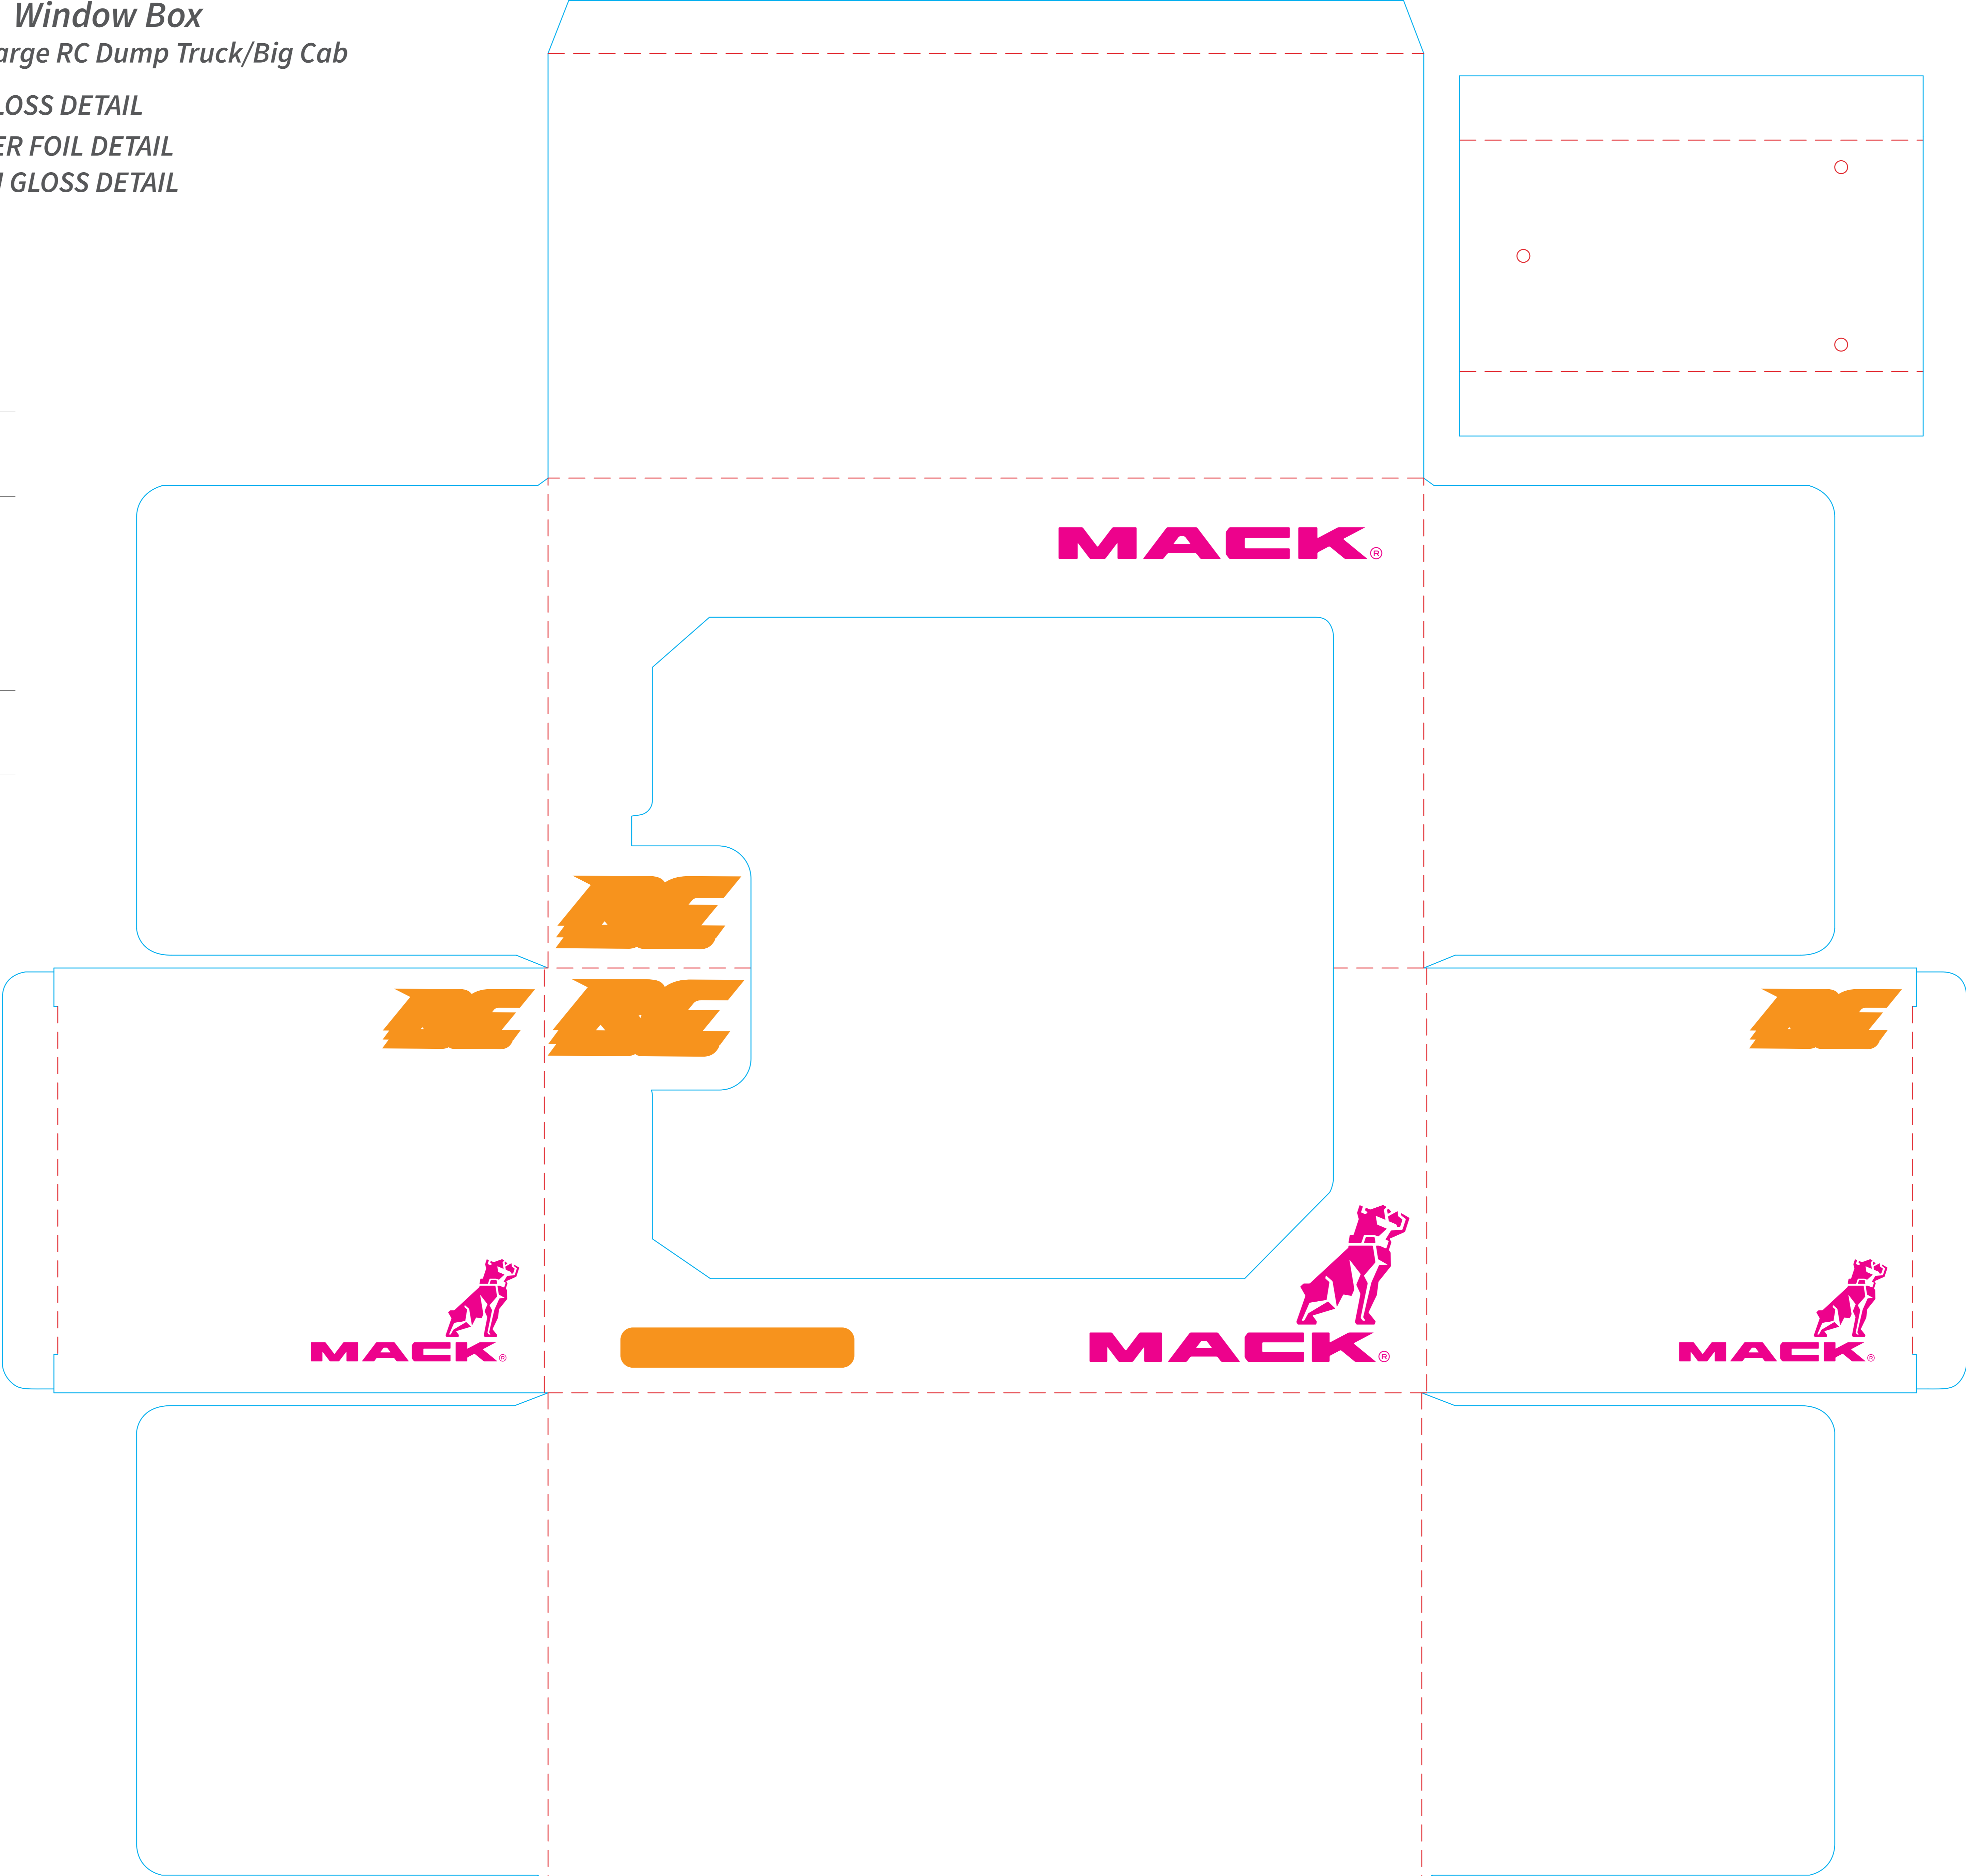 Window Box
arge RC Dump Truck/Big Cab
LOSS DETAIL
ER FOIL DETAIL
GLOSS DETAIL
MACK®
MACK®
MACK®
MACK®